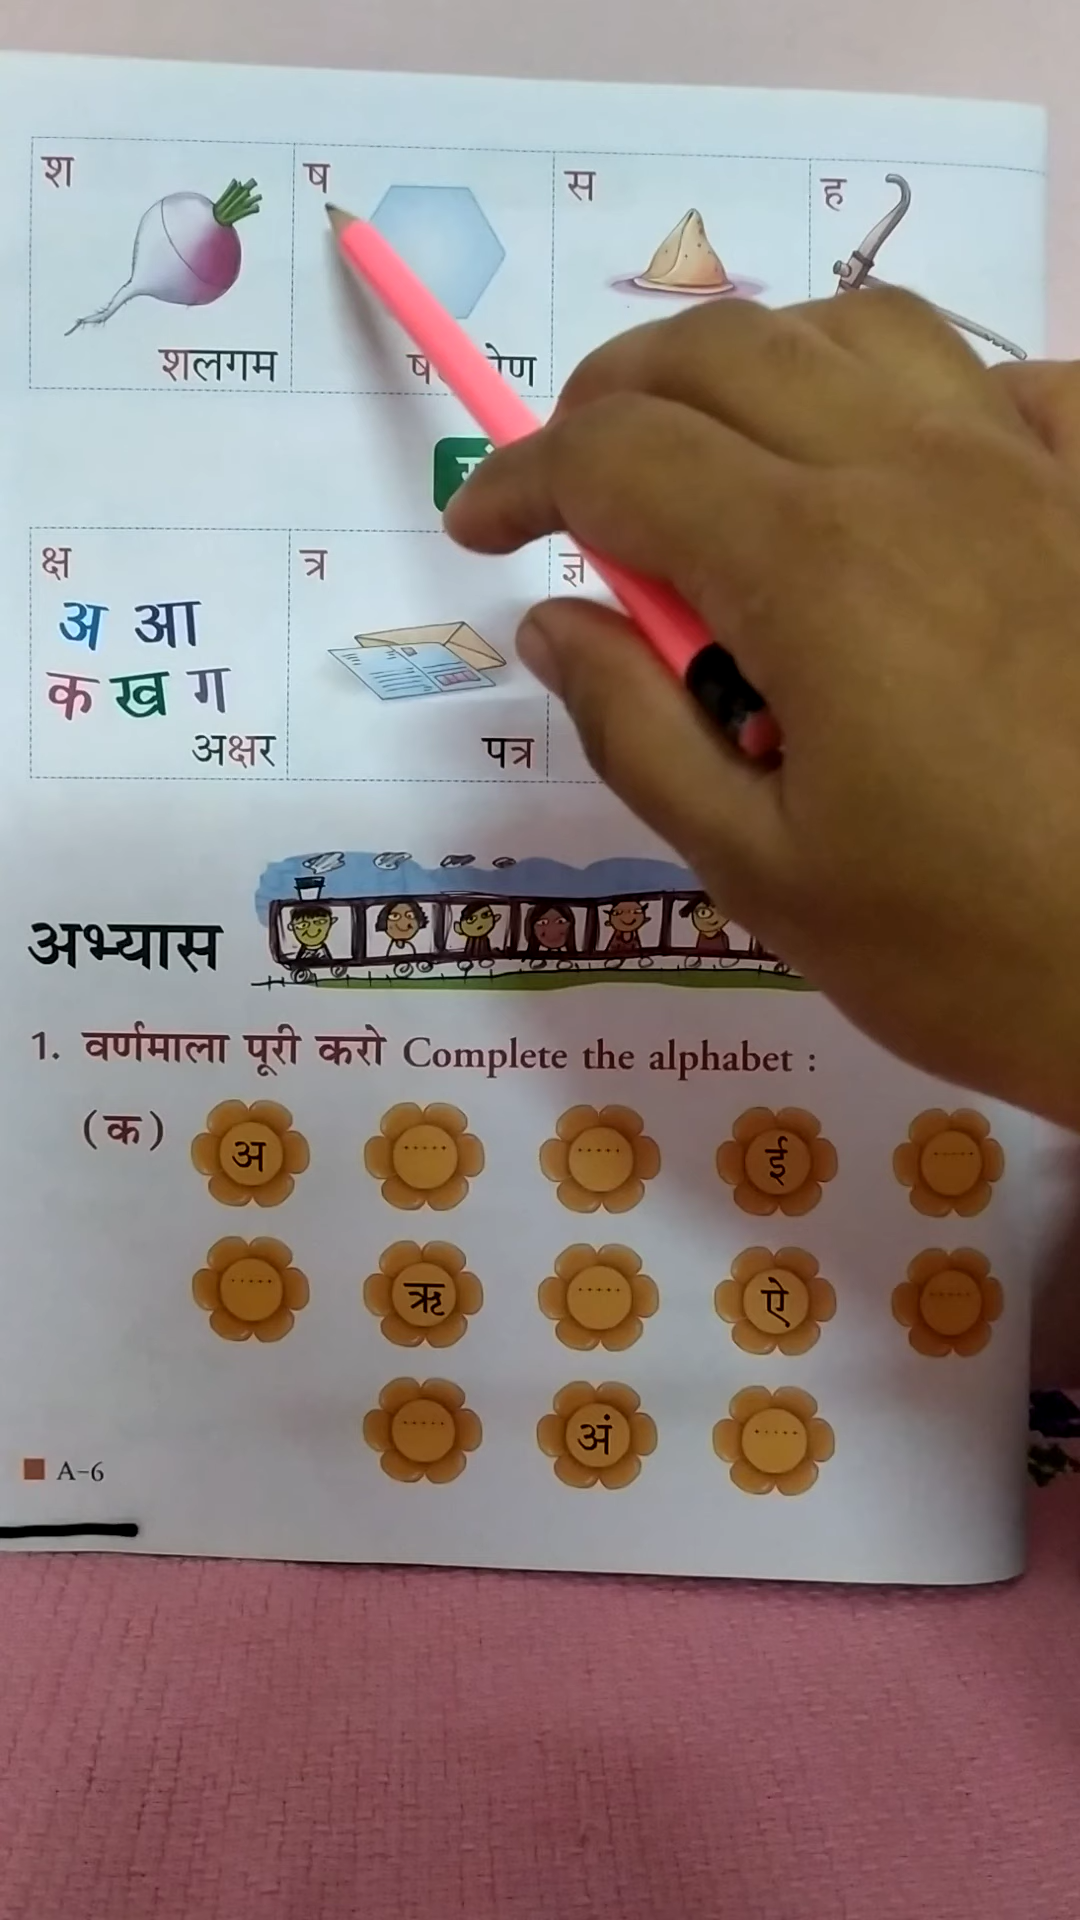 श ष स ह
शलगम
क्ष त्र ज्ञ
अ आ
क ख ग
अक्षर पत्र
अभ्यास
1. वर्णमाला पूरी करो Complete the alphabet :
(क) अ ..... ..... ई .....
..... ऋ ..... ऐ .....
..... अं .....
A-6